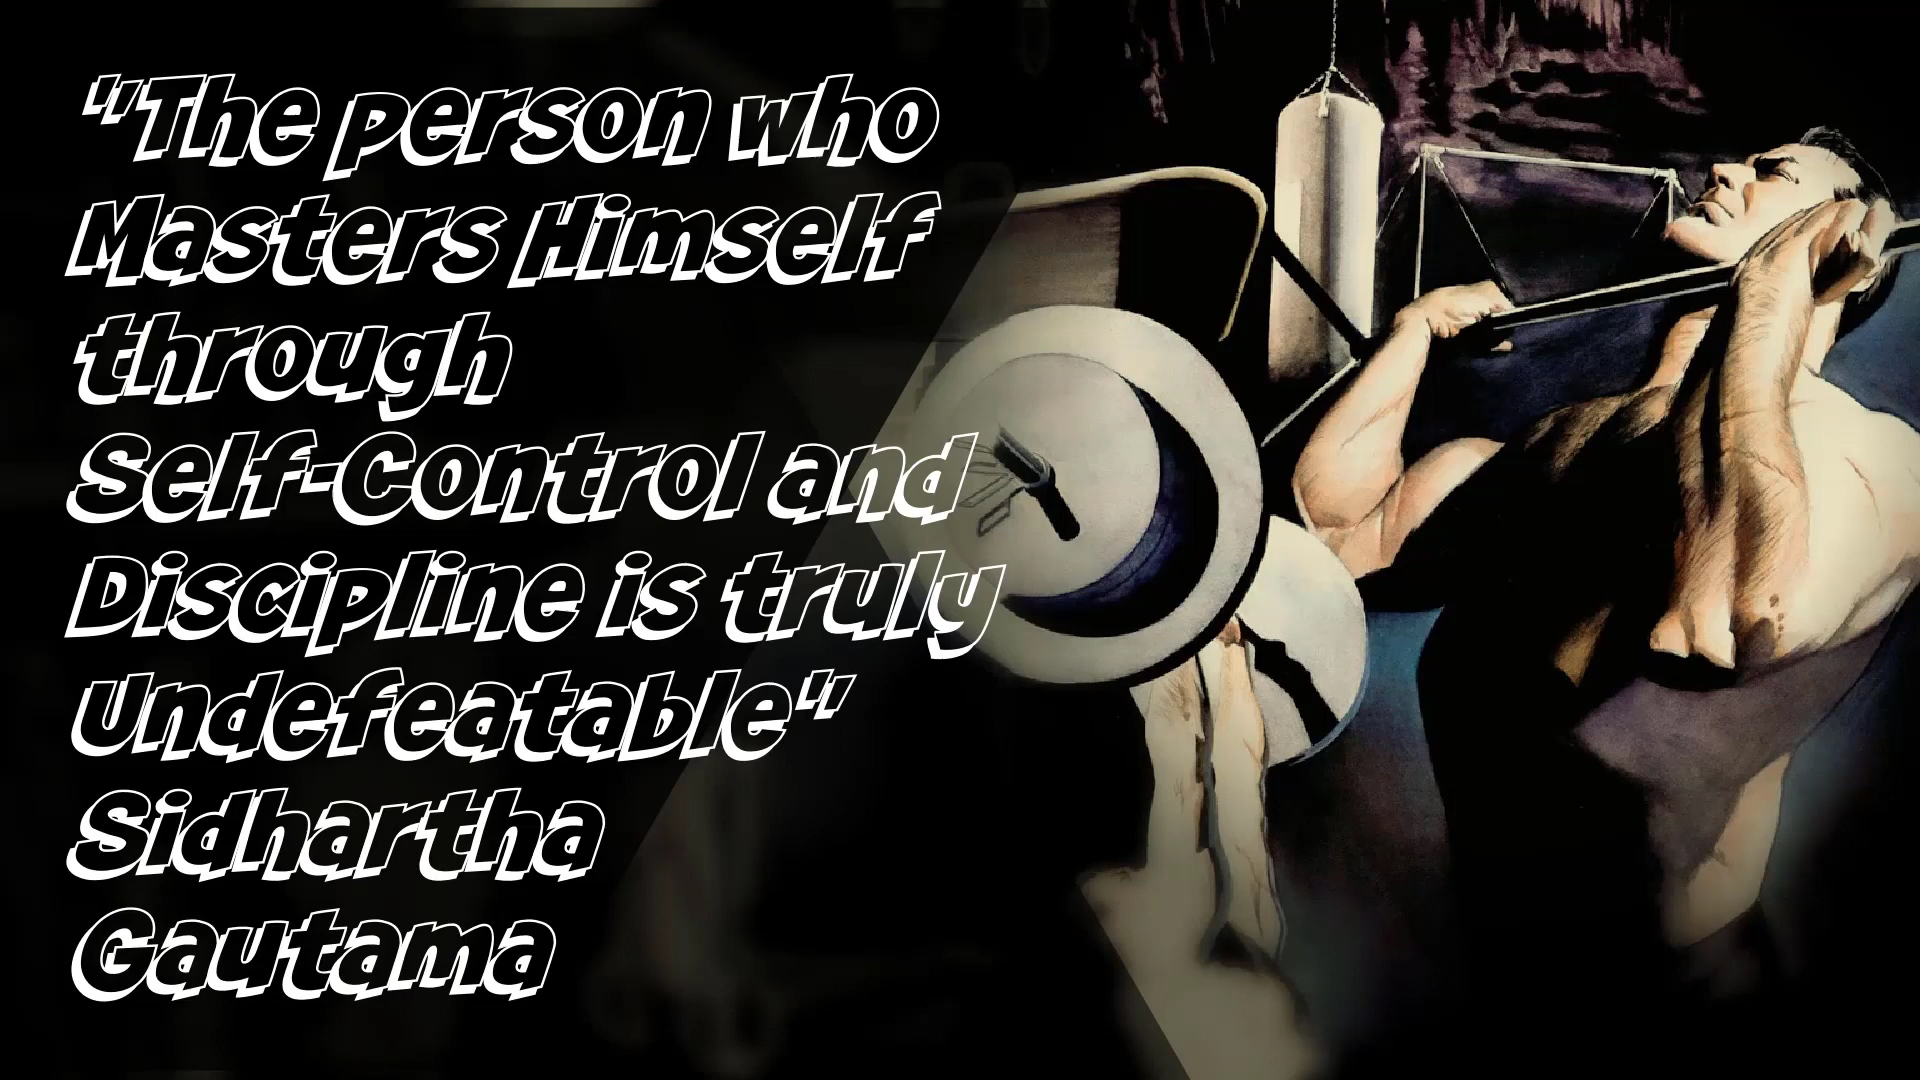 "The person who
Masters Himself
through
Self-Control and
Discipline is truly
Undefeatable"
Sidhartha
Gautama